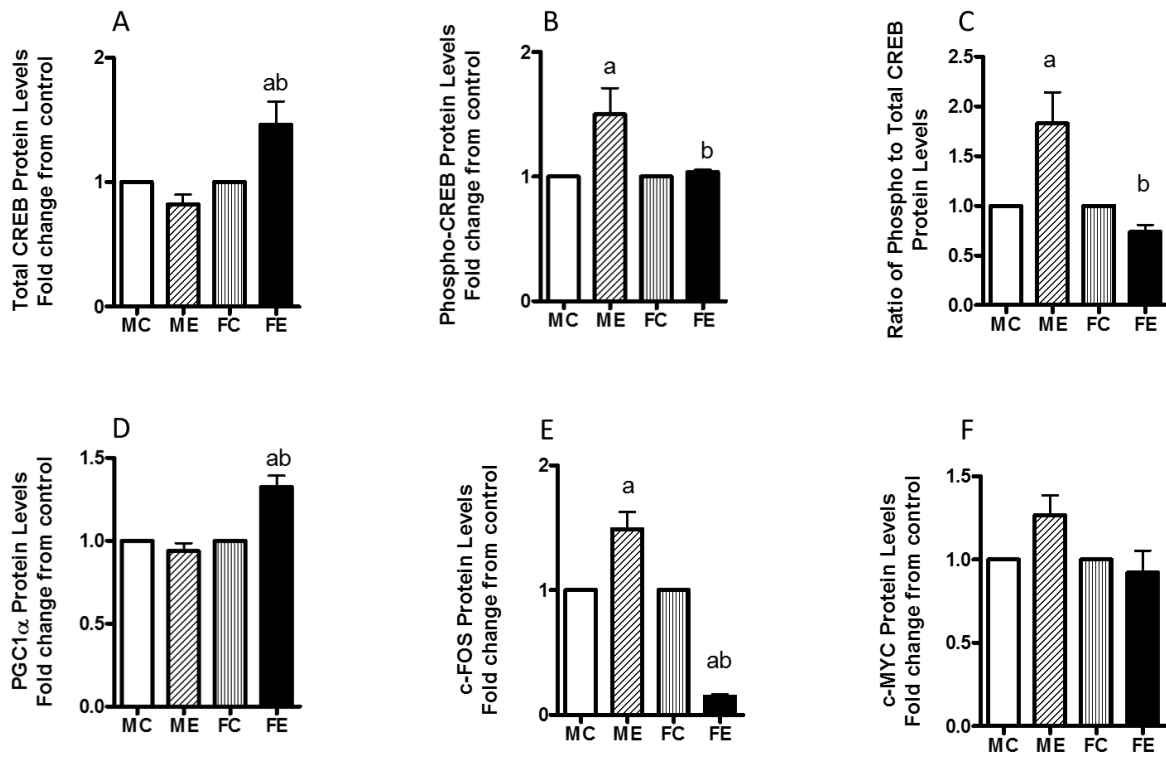 A
Total CREB Protein Levels
Fold change from control
2
1
0
ab
MC ME FC FE
B
Phospho-CREB Protein Levels
Fold change from control
2
1
0
a
b
MC ME FC FE
C
Ratio of Phospho to Total CREB
Protein Levels
2.5
2.0
1.5
1.0
0.5
0.0
a
b
MC ME FC FE
D
PGC1α Protein Levels
Fold change from control
1.5
1.0
0.5
0.0
ab
MC ME FC FE
E
c-FOS Protein Levels
Fold change from control
2
1
0
a
ab
MC ME FC FE
F
c-MYC Protein Levels
Fold change from control
1.5
1.0
0.5
0.0
MC ME FC FE